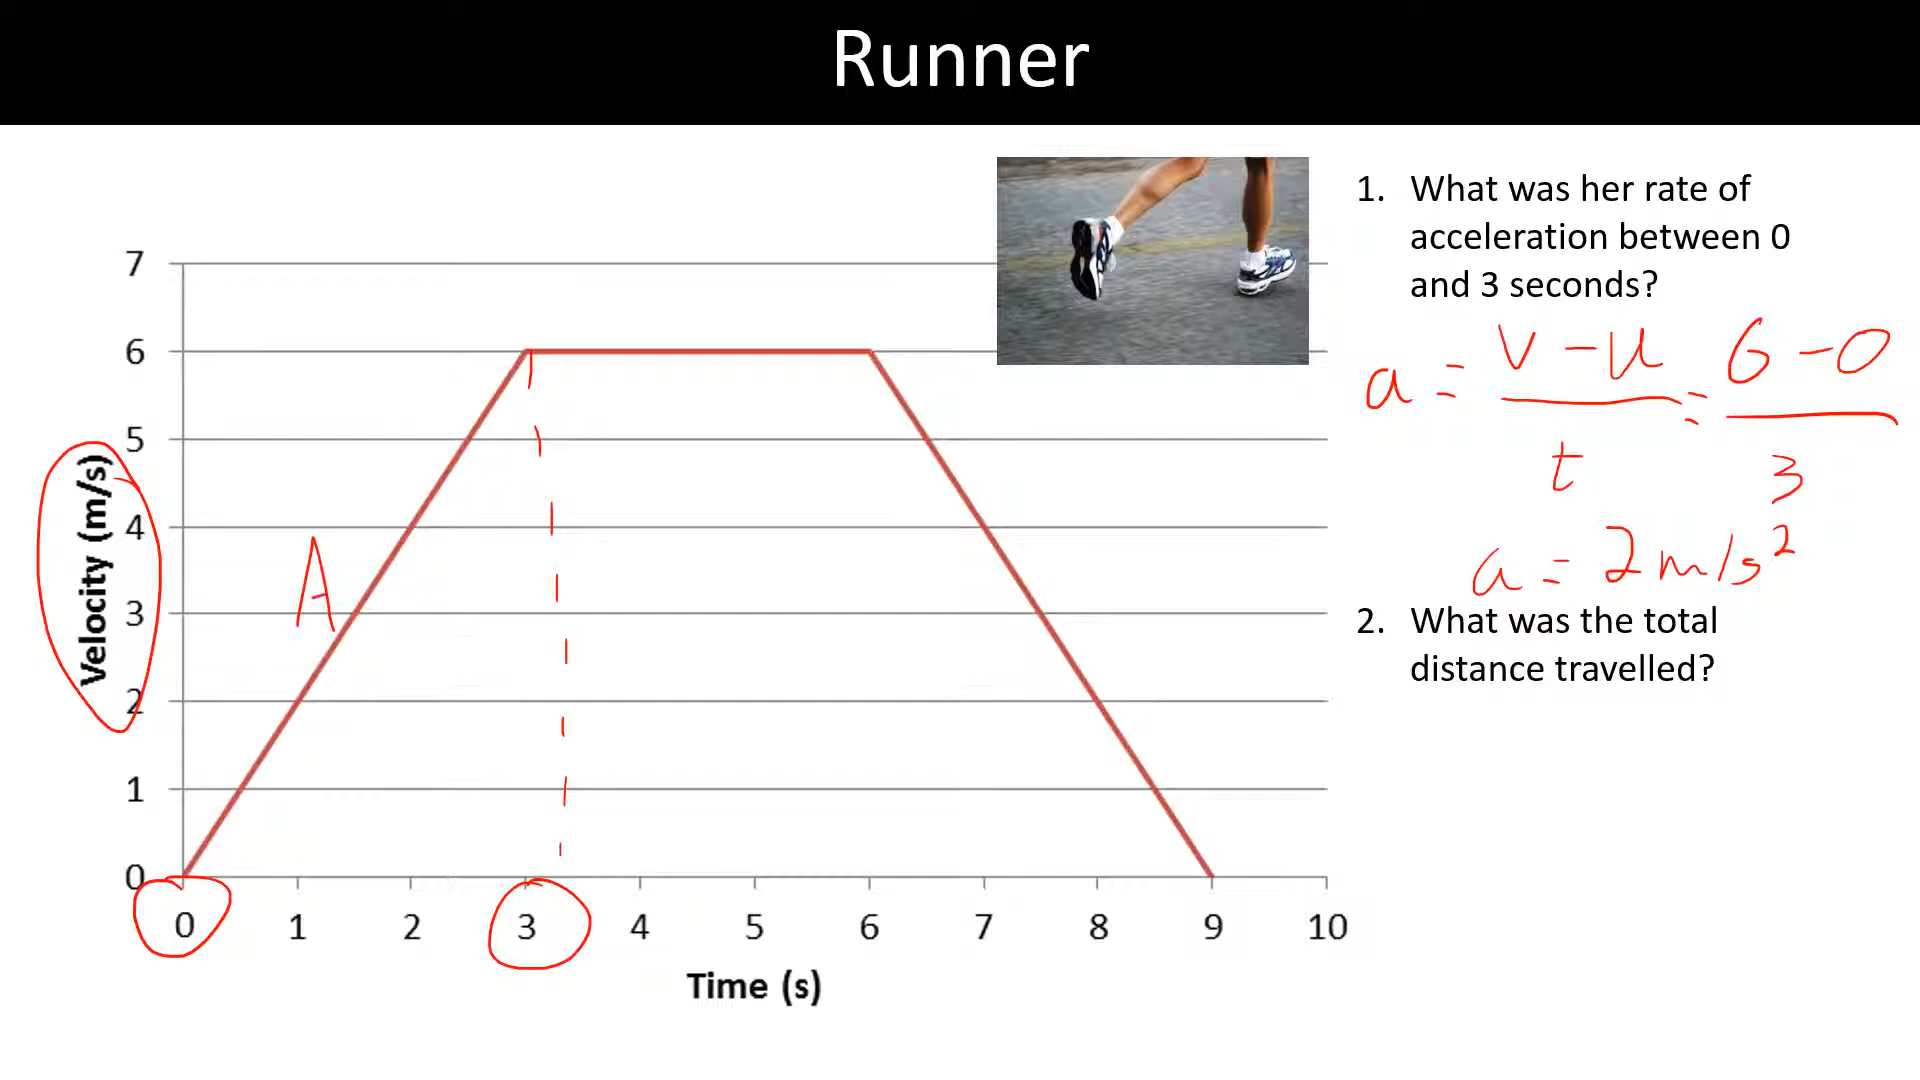 Runner
1. What was her rate of
acceleration between 0
and 3 seconds?
a = v - u / t = 6 - 0 / 3
a = 2 m/s²
2. What was the total
distance travelled?
7
6
5
4
3
2
1
0
Velocity (m/s)
A
0 1 2 3 4 5 6 7 8 9 10
Time (s)